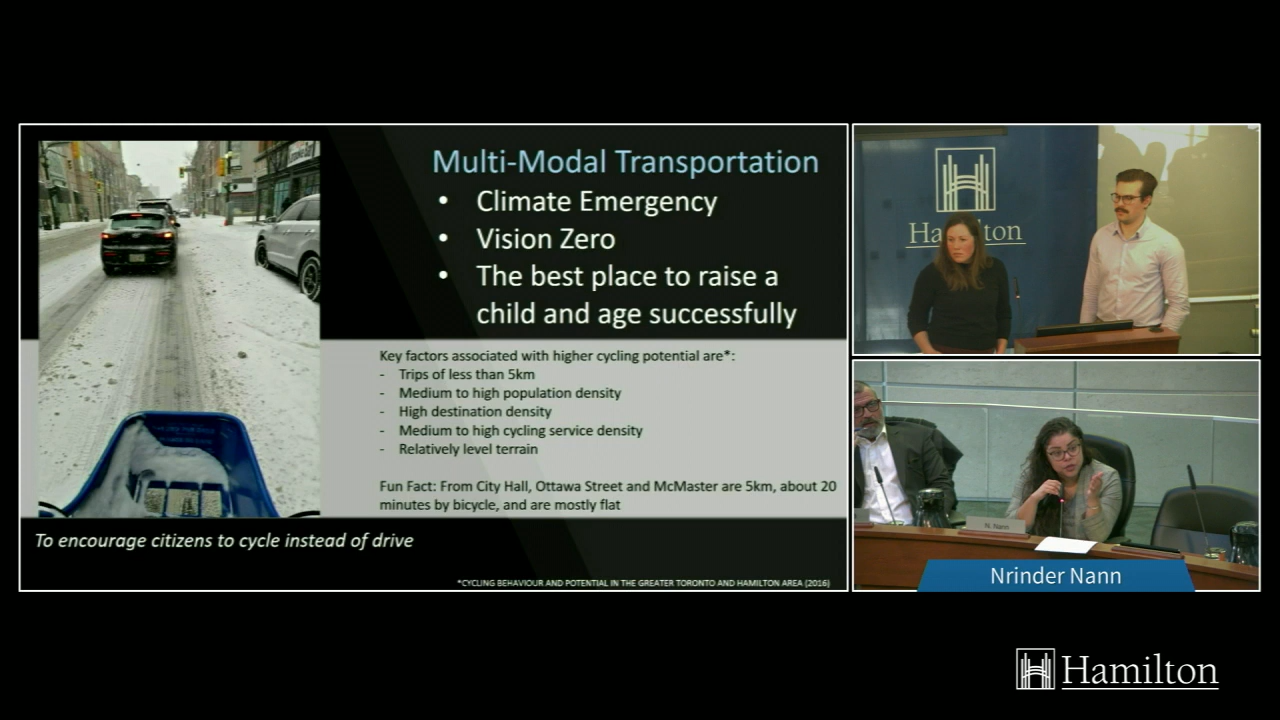 Multi-Modal Transportation
• Climate Emergency
• Vision Zero
• The best place to raise a
child and age successfully
Key factors associated with higher cycling potential are*:
- Trips of less than 5km
- Medium to high population density
- High destination density
- Medium to high cycling service density
- Relatively level terrain
Fun Fact: From City Hall, Ottawa Street and McMaster are 5km, about 20
minutes by bicycle, and are mostly flat
To encourage citizens to cycle instead of drive
*CYCLING BEHAVIOUR AND POTENTIAL IN THE GREATER TORONTO AND HAMILTON AREA (2016)
Hamilton
N. Nann
Nrinder Nann
Hamilton